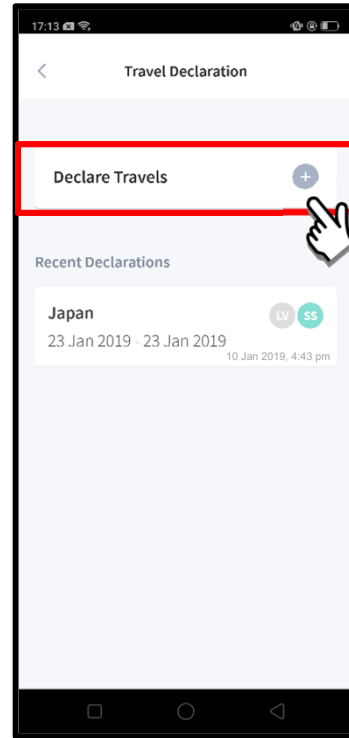 17:13
Travel Declaration
Declare Travels
Recent Declarations
Japan
LV SS
23 Jan 2019 - 23 Jan 2019
10 Jan 2019, 4:43 pm